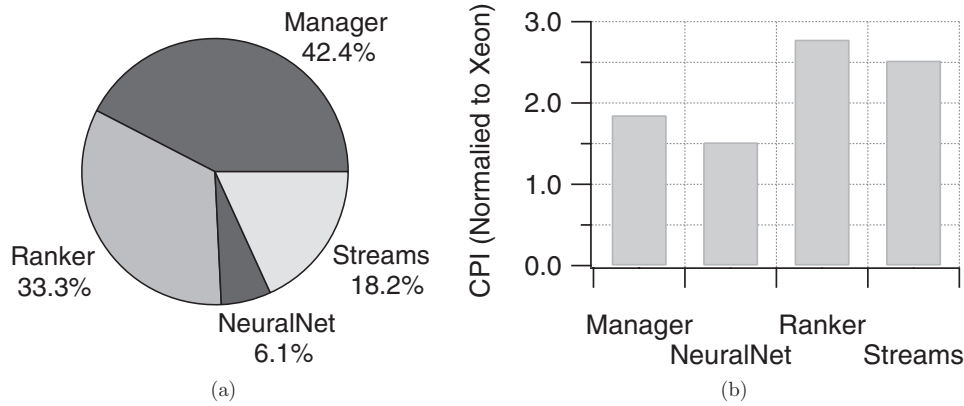 Manager
42.4%
Ranker
33.3%
Streams
18.2%
NeuralNet
6.1%
(a)
CPI (Normalied to Xeon)
3.0
2.0
1.0
0.0
Manager
NeuralNet
Ranker
Streams
(b)